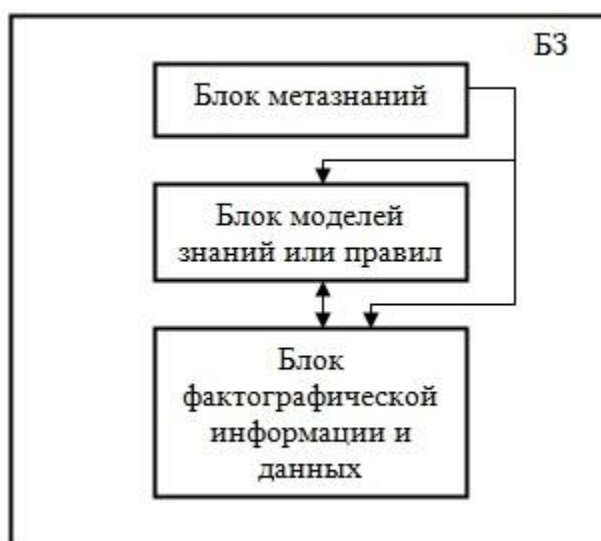 БЗ
Блок метазнаний
Блок моделей
знаний или правил
Блок
фактографической
информации и
данных